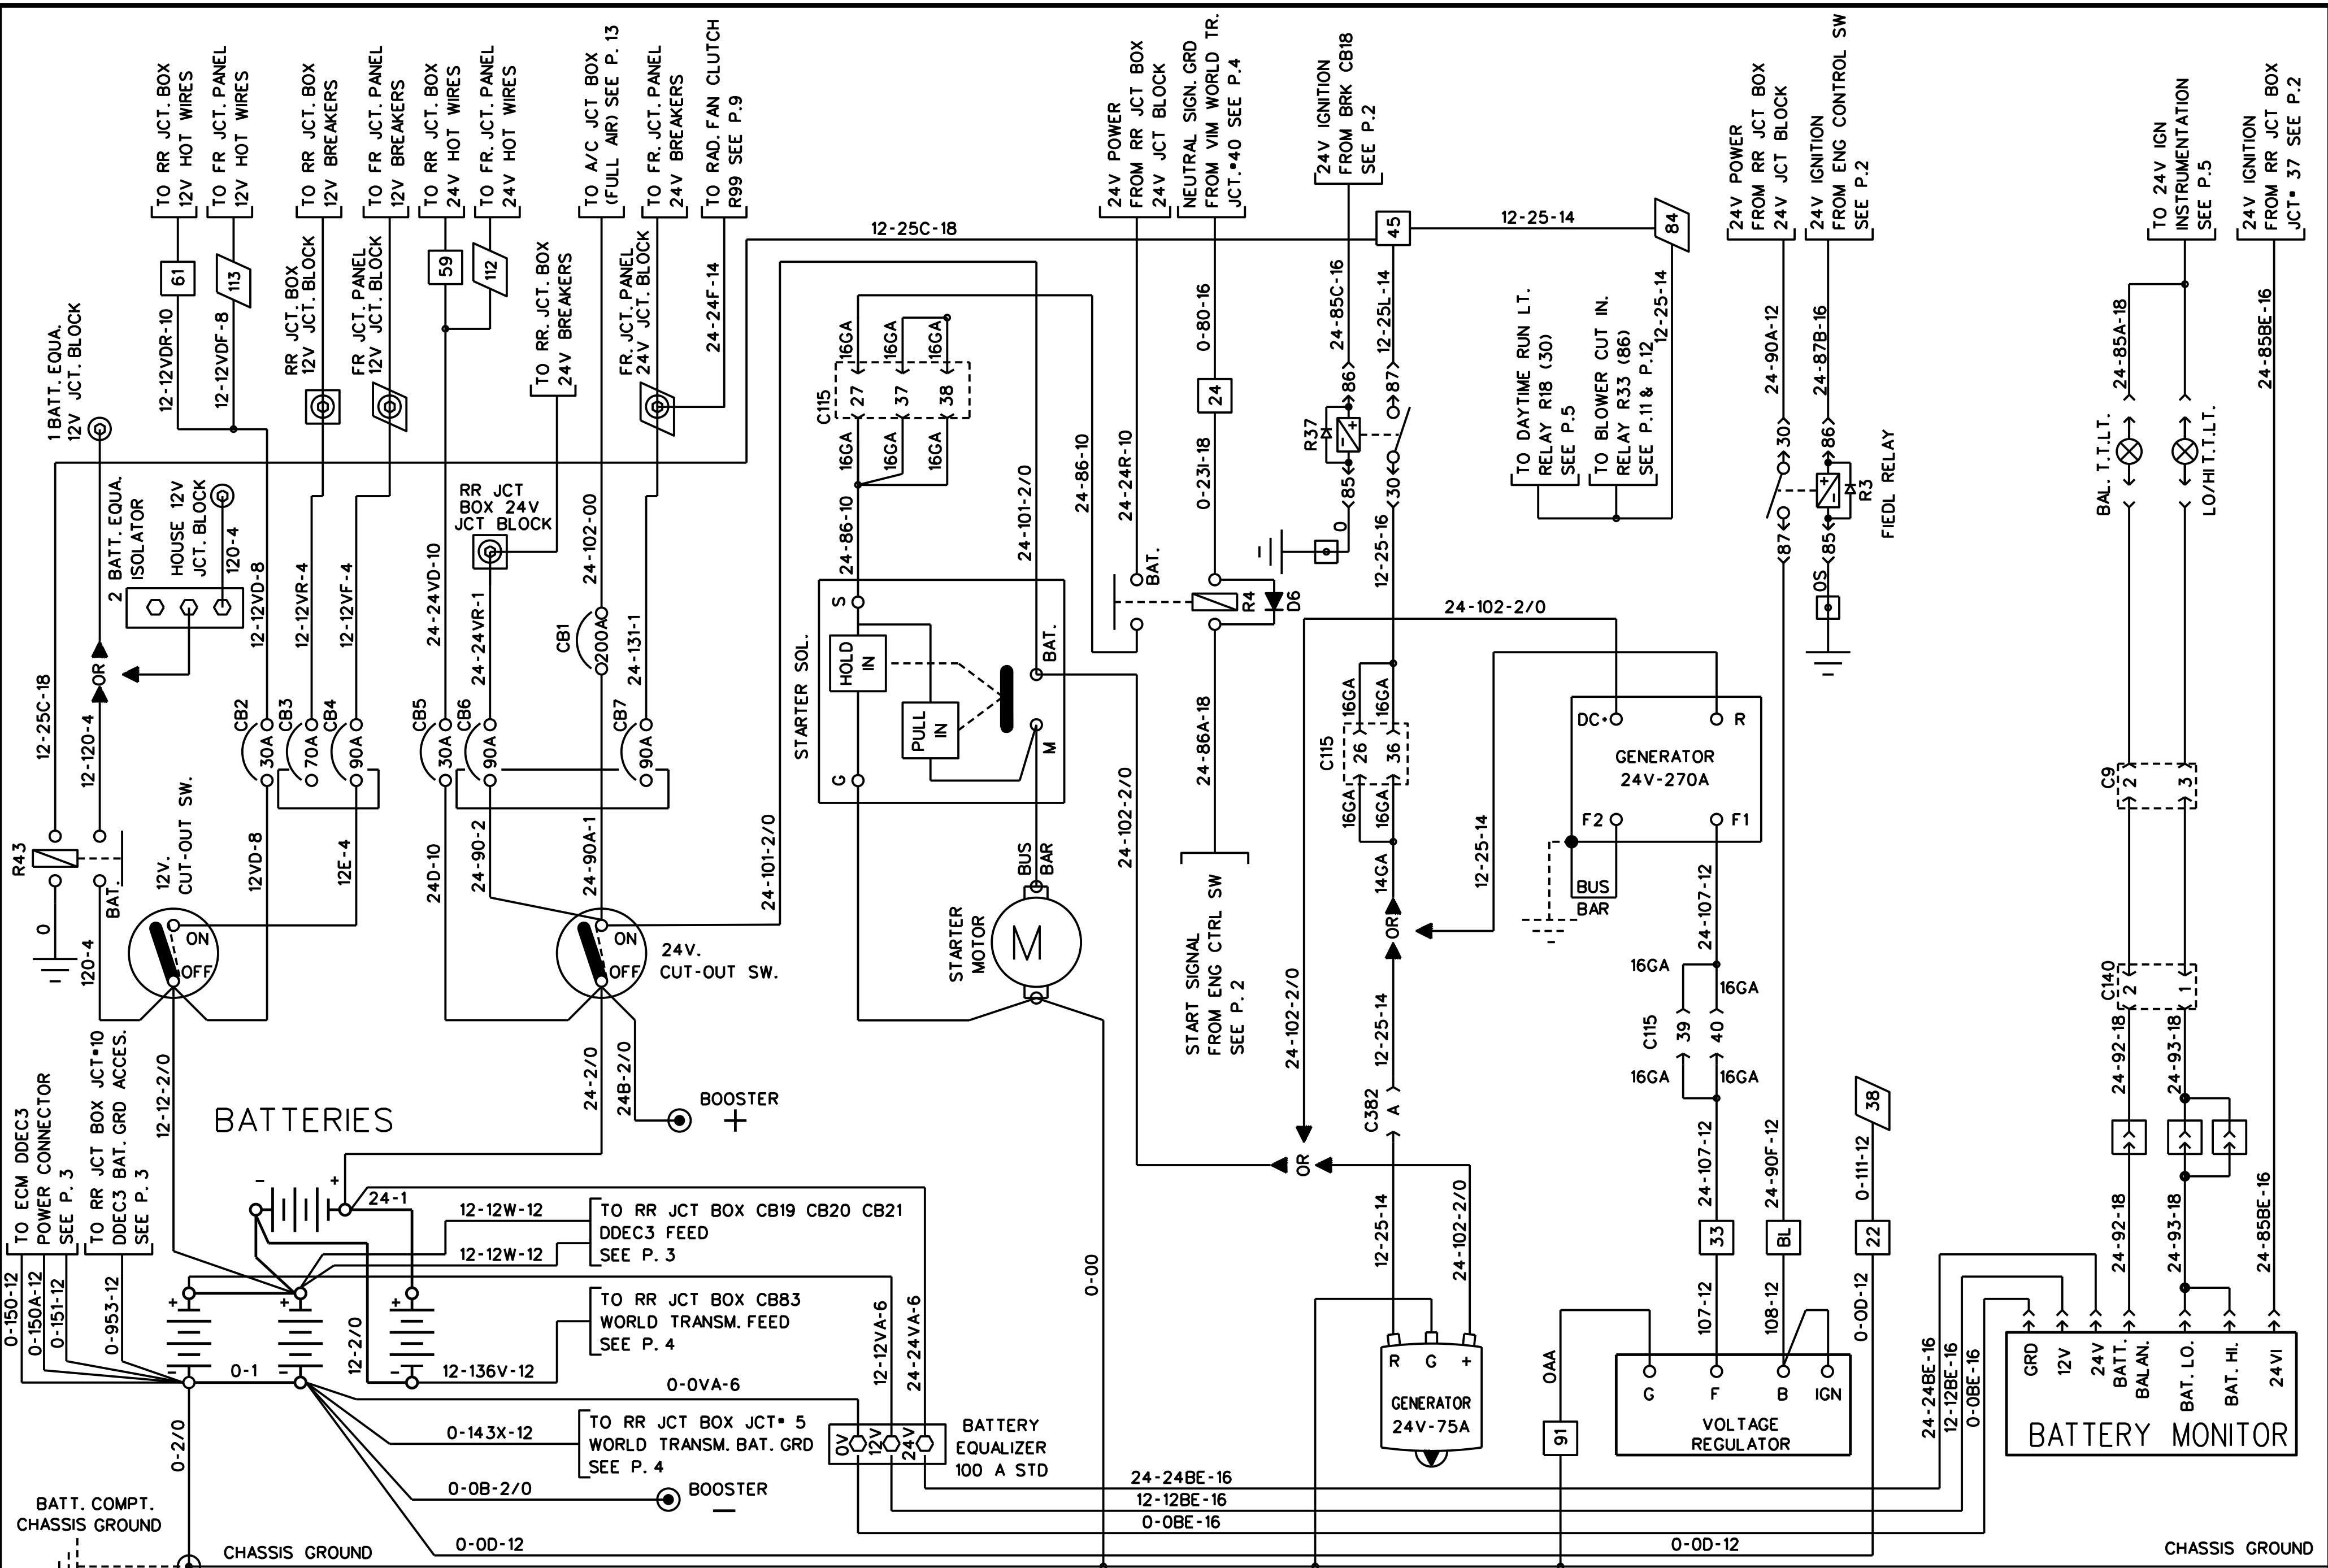 TO RR JCT. BOX
12V HOT WIRES
TO FR JCT. PANEL
12V HOT WIRES
TO RR JCT. BOX
12V BREAKERS
TO FR JCT. PANEL
12V BREAKERS
TO RR JCT. BOX
24V HOT WIRES
TO FR. JCT. PANEL
24V HOT WIRES
TO A/C JCT BOX
(FULL AIR) SEE P. 13
TO FR. JCT. PANEL
24V BREAKERS
TO RAD. FAN CLUTCH
R99 SEE P.9
24V POWER
FROM RR JCT BOX
24V JCT BLOCK
NEUTRAL SIGN. GRD
FROM VIM WORLD TR.
JCT.#40 SEE P.4
24V IGNITION
FROM BRK CB18
SEE P.2
24V POWER
FROM RR JCT BOX
24V JCT BLOCK
24V IGNITION
FROM ENG CONTROL SW
SEE P.2
TO 24V IGN
INSTRUMENTATION
SEE P.5
24V IGNITION
FROM RR JCT BOX
JCT# 37 SEE P.2
61
113
59
112
45
84
12-25C-18
12-25-14
12-25-14
1 BATT. EQUA.
12V JCT. BLOCK
12-12VDR-10
12-12VDF-8
RR JCT. BOX
12V JCT. BLOCK
FR JCT. PANEL
12V JCT. BLOCK
TO RR. JCT. BOX
24V BREAKERS
FR. JCT. PANEL
24V JCT. BLOCK
24-24F-14
16GA
16GA
16GA
C115
27
37
38
16GA
16GA
16GA
24-86-10
24-101-2/0
24-86-10
24-24R-10
0-80-16
24
0-23I-18
24-85C-16
12-25L-14
R37
86
85
87
30
0
12-25-16
TO DAYTIME RUN LT.
RELAY R18 (30)
SEE P.5
TO BLOWER CUT IN.
RELAY R33 (86)
SEE P.11 & P.12
24-90A-12
24-87B-16
30
87
86
85
R3
FIEDL RELAY
0S
24-85A-18
24-85BE-16
BAL. T.T.LT.
LO/HI T.T.LT.
2 BATT. EQUA.
ISOLATOR
HOUSE 12V
JCT. BLOCK
120-4
OR
12-25C-18
12-120-4
12-12VD-8
12-12VR-4
12-12VF-4
24-24VD-10
RR JCT
BOX 24V
JCT BLOCK
24-24VR-1
24-102-00
CB1
200A
24-131-1
CB2
30A
CB3
70A
CB4
90A
CB5
30A
CB6
90A
CB7
90A
STARTER SOL.
S
HOLD
IN
PULL
IN
G
M
BAT.
BAT.
R4
D6
24-86A-18
START SIGNAL
FROM ENG CTRL SW
SEE P. 2
24-102-2/0
12-25-14
16GA
16GA
C115
26
36
16GA
16GA
14GA
OR
DC+
R
GENERATOR
24V-270A
F2
F1
BUS
BAR
24-107-12
16GA
16GA
C115
39
40
16GA
16GA
24-107-12
C9
2
3
C140
2
1
24-92-18
24-93-18
R43
0
BAT.
120-4
12V.
CUT-OUT SW.
ON
OFF
12VD-8
12E-4
24D-10
24-90-2
24-90A-1
24V.
CUT-OUT SW.
ON
OFF
24-101-2/0
BUS
BAR
STARTER
MOTOR
M
24-102-2/0
24-102-2/0
OR
12-25-14
C382
A
12-25-14
24-102-2/0
24-90F-12
38
0-111-12
33
BL
22
107-12
108-12
0-0D-12
TO ECM DDEC3
POWER CONNECTOR
SEE P. 3
TO RR JCT BOX JCT#10
DDEC3 BAT. GRD ACCES.
SEE P. 3
12-12-2/0
BATTERIES
24-2/0
24B-2/0
BOOSTER
+
-
+
24-1
12-12W-12
12-12W-12
TO RR JCT BOX CB19 CB20 CB21
DDEC3 FEED
SEE P. 3
TO RR JCT BOX CB83
WORLD TRANSM. FEED
SEE P. 4
0-150-12
0-150A-12
0-151-12
0-953-12
+
-
+
-
+
-
0-1
12-2/0
12-136V-12
0-0VA-6
12-12VA-6
24-24VA-6
0-00
0-143X-12
TO RR JCT BOX JCT# 5
WORLD TRANSM. BAT. GRD
SEE P. 4
0V
12V
24V
BATTERY
EQUALIZER
100 A STD
0-0B-2/0
BOOSTER
-
0-2/0
BATT. COMPT.
CHASSIS GROUND
CHASSIS GROUND
0-0D-12
24-24BE-16
12-12BE-16
0-0BE-16
0-0D-12
R
G
+
GENERATOR
24V-75A
0AA
91
G
F
B
IGN
VOLTAGE
REGULATOR
24-24BE-16
12-12BE-16
0-0BE-16
24-92-18
24-93-18
24-85BE-16
GRD
12V
24V
BATT.
BALAN.
BAT. LO.
BAT. HI.
24VI
BATTERY MONITOR
CHASSIS GROUND